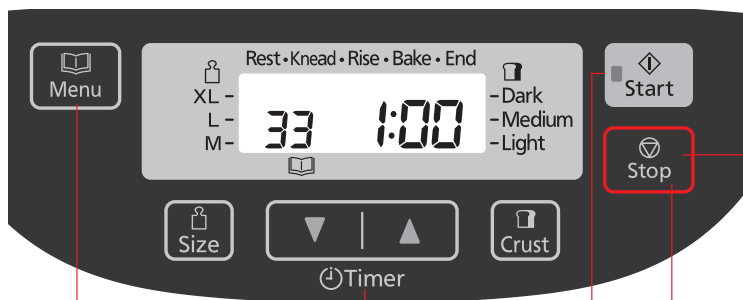 Menu
Rest • Knead • Rise • Bake • End
XL –
L –
M –
33
1:00
– Dark
– Medium
– Light
Start
Stop
Size
Crust
Timer